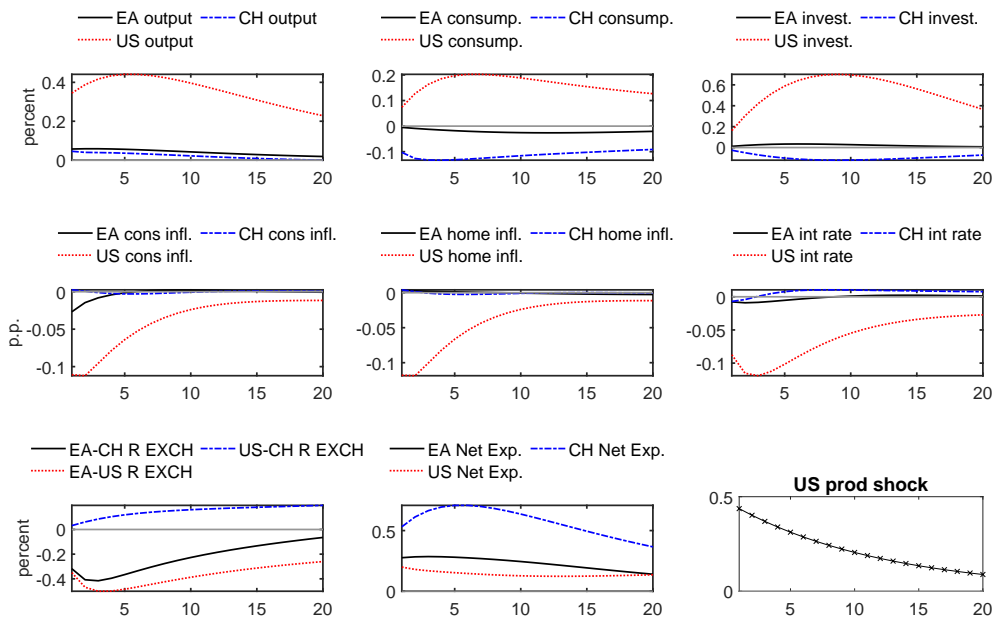 EA output CH output
US output
EA consump. CH consump.
US consump.
EA invest. CH invest.
US invest.
percent
0.4
0.2
0
5 10 15 20
0.2
0.1
0
-0.1
5 10 15 20
0.6
0.4
0.2
0
5 10 15 20
EA cons infl. CH cons infl.
US cons infl.
EA home infl. CH home infl.
US home infl.
EA int rate CH int rate
US int rate
p.p.
0
-0.05
-0.1
5 10 15 20
0
-0.05
-0.1
5 10 15 20
0
-0.05
-0.1
5 10 15 20
EA-CH R EXCH US-CH R EXCH
EA-US R EXCH
EA Net Exp. CH Net Exp.
US Net Exp.
US prod shock
percent
0
-0.2
-0.4
5 10 15 20
0.5
0
5 10 15 20
0.5
0
5 10 15 20